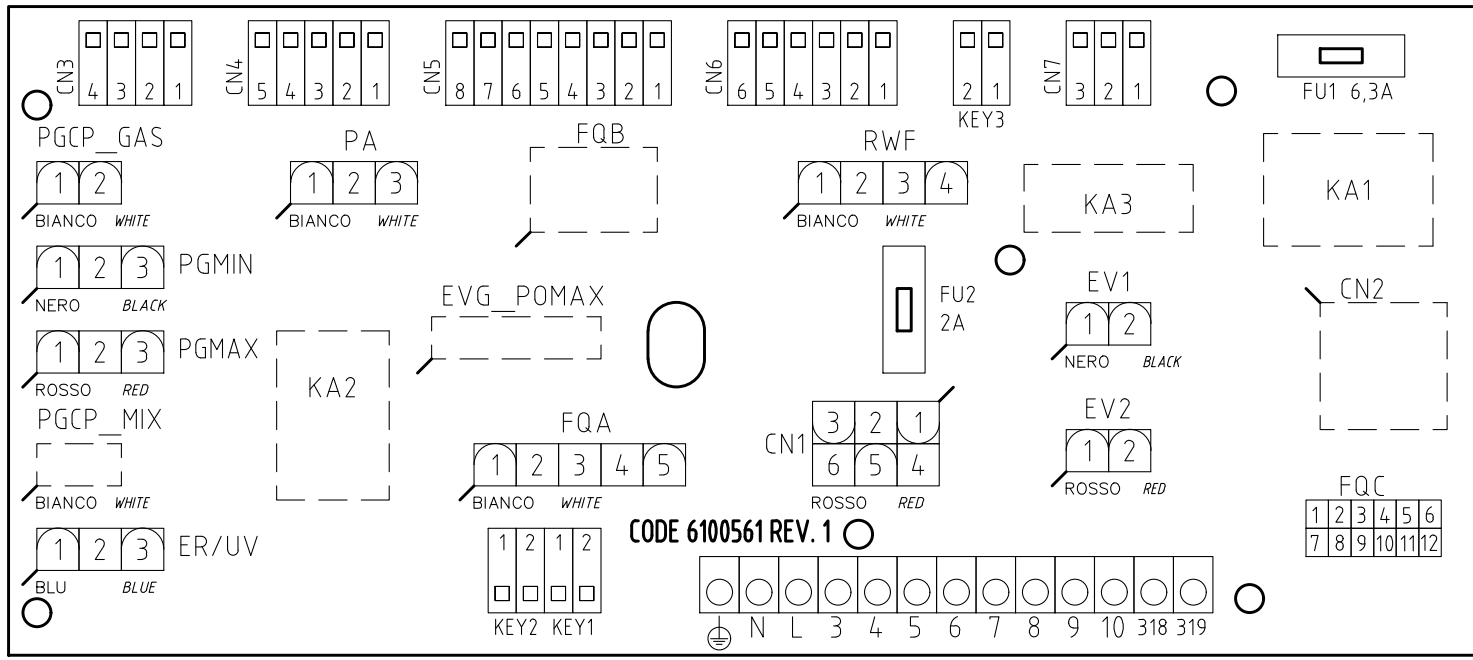 CN3 4 3 2 1
CN4 5 4 3 2 1
CN5 8 7 6 5 4 3 2 1
CN6 6 5 4 3 2 1
2 1
KEY3
CN7 3 2 1
FU1 6,3A
PGCP_GAS
1 2
BIANCO WHITE
PA
1 2 3
BIANCO WHITE
FQB
RWF
1 2 3 4
BIANCO WHITE
KA3
KA1
1 2 3 PGMIN
NERO BLACK
EVG_POMAX
FU2
2A
EV1
1 2
NERO BLACK
CN2
1 2 3 PGMAX
ROSSO RED
KA2
PGCP_MIX
BIANCO WHITE
FQA
1 2 3 4 5
BIANCO WHITE
CN1
3 2 1
6 5 4
ROSSO RED
EV2
1 2
ROSSO RED
FQC
1 2 3 4 5 6
7 8 9 10 11 12
1 2 3 ER/UV
BLU BLUE
CODE 6100561 REV. 1
1 2 1 2
KEY2 KEY1
N L 3 4 5 6 7 8 9 10 318 319